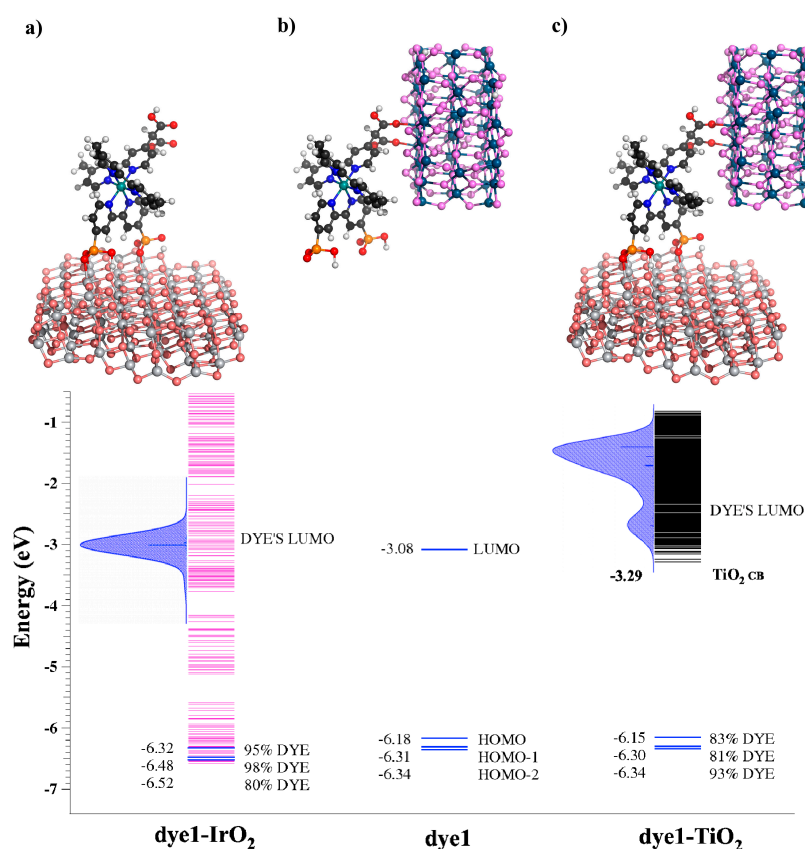 a)
b)
c)
Energy (eV)
-1
-2
-3
-4
-5
-6
-7
DYE'S LUMO
-6.32
95% DYE
-6.48
98% DYE
-6.52
80% DYE
-3.08
LUMO
-6.18
HOMO
-6.31
HOMO-1
-6.34
HOMO-2
DYE'S LUMO
-3.29
TiO₂ CB
-6.15
83% DYE
-6.30
81% DYE
-6.34
93% DYE
dye1-IrO₂
dye1
dye1-TiO₂